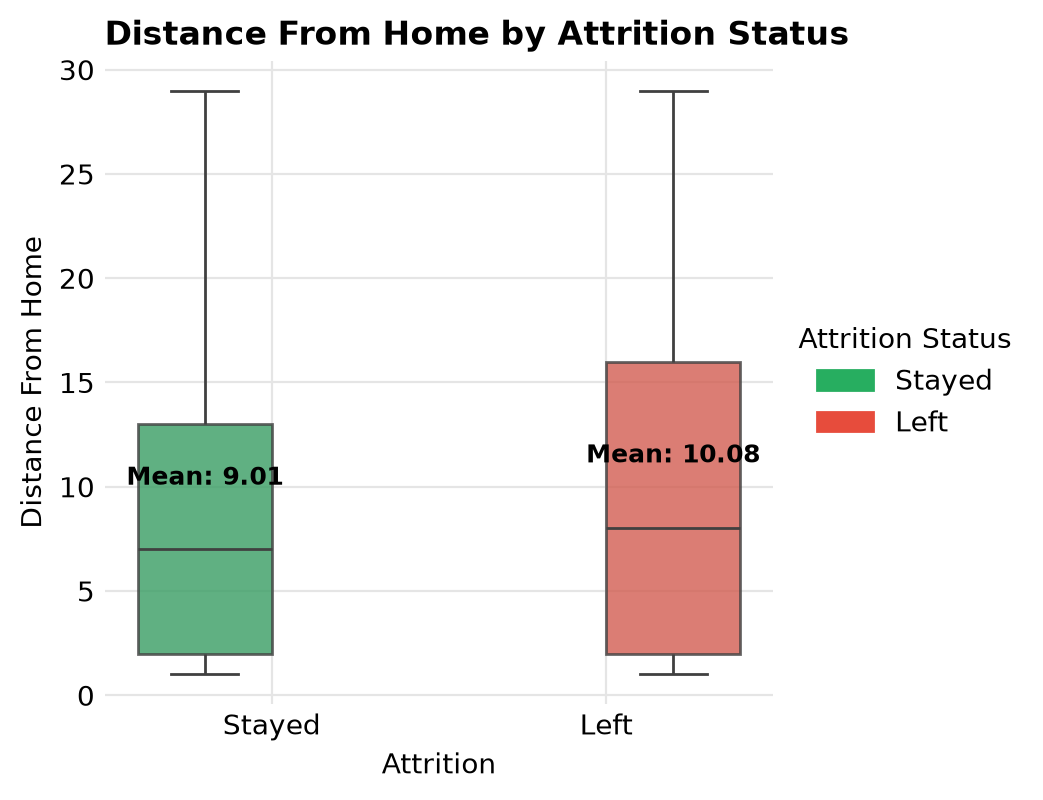 Distance From Home by Attrition Status
30
25
20
15
10
5
0
Distance From Home
Mean: 9.01
Mean: 10.08
Stayed
Left
Attrition
Attrition Status
Stayed
Left